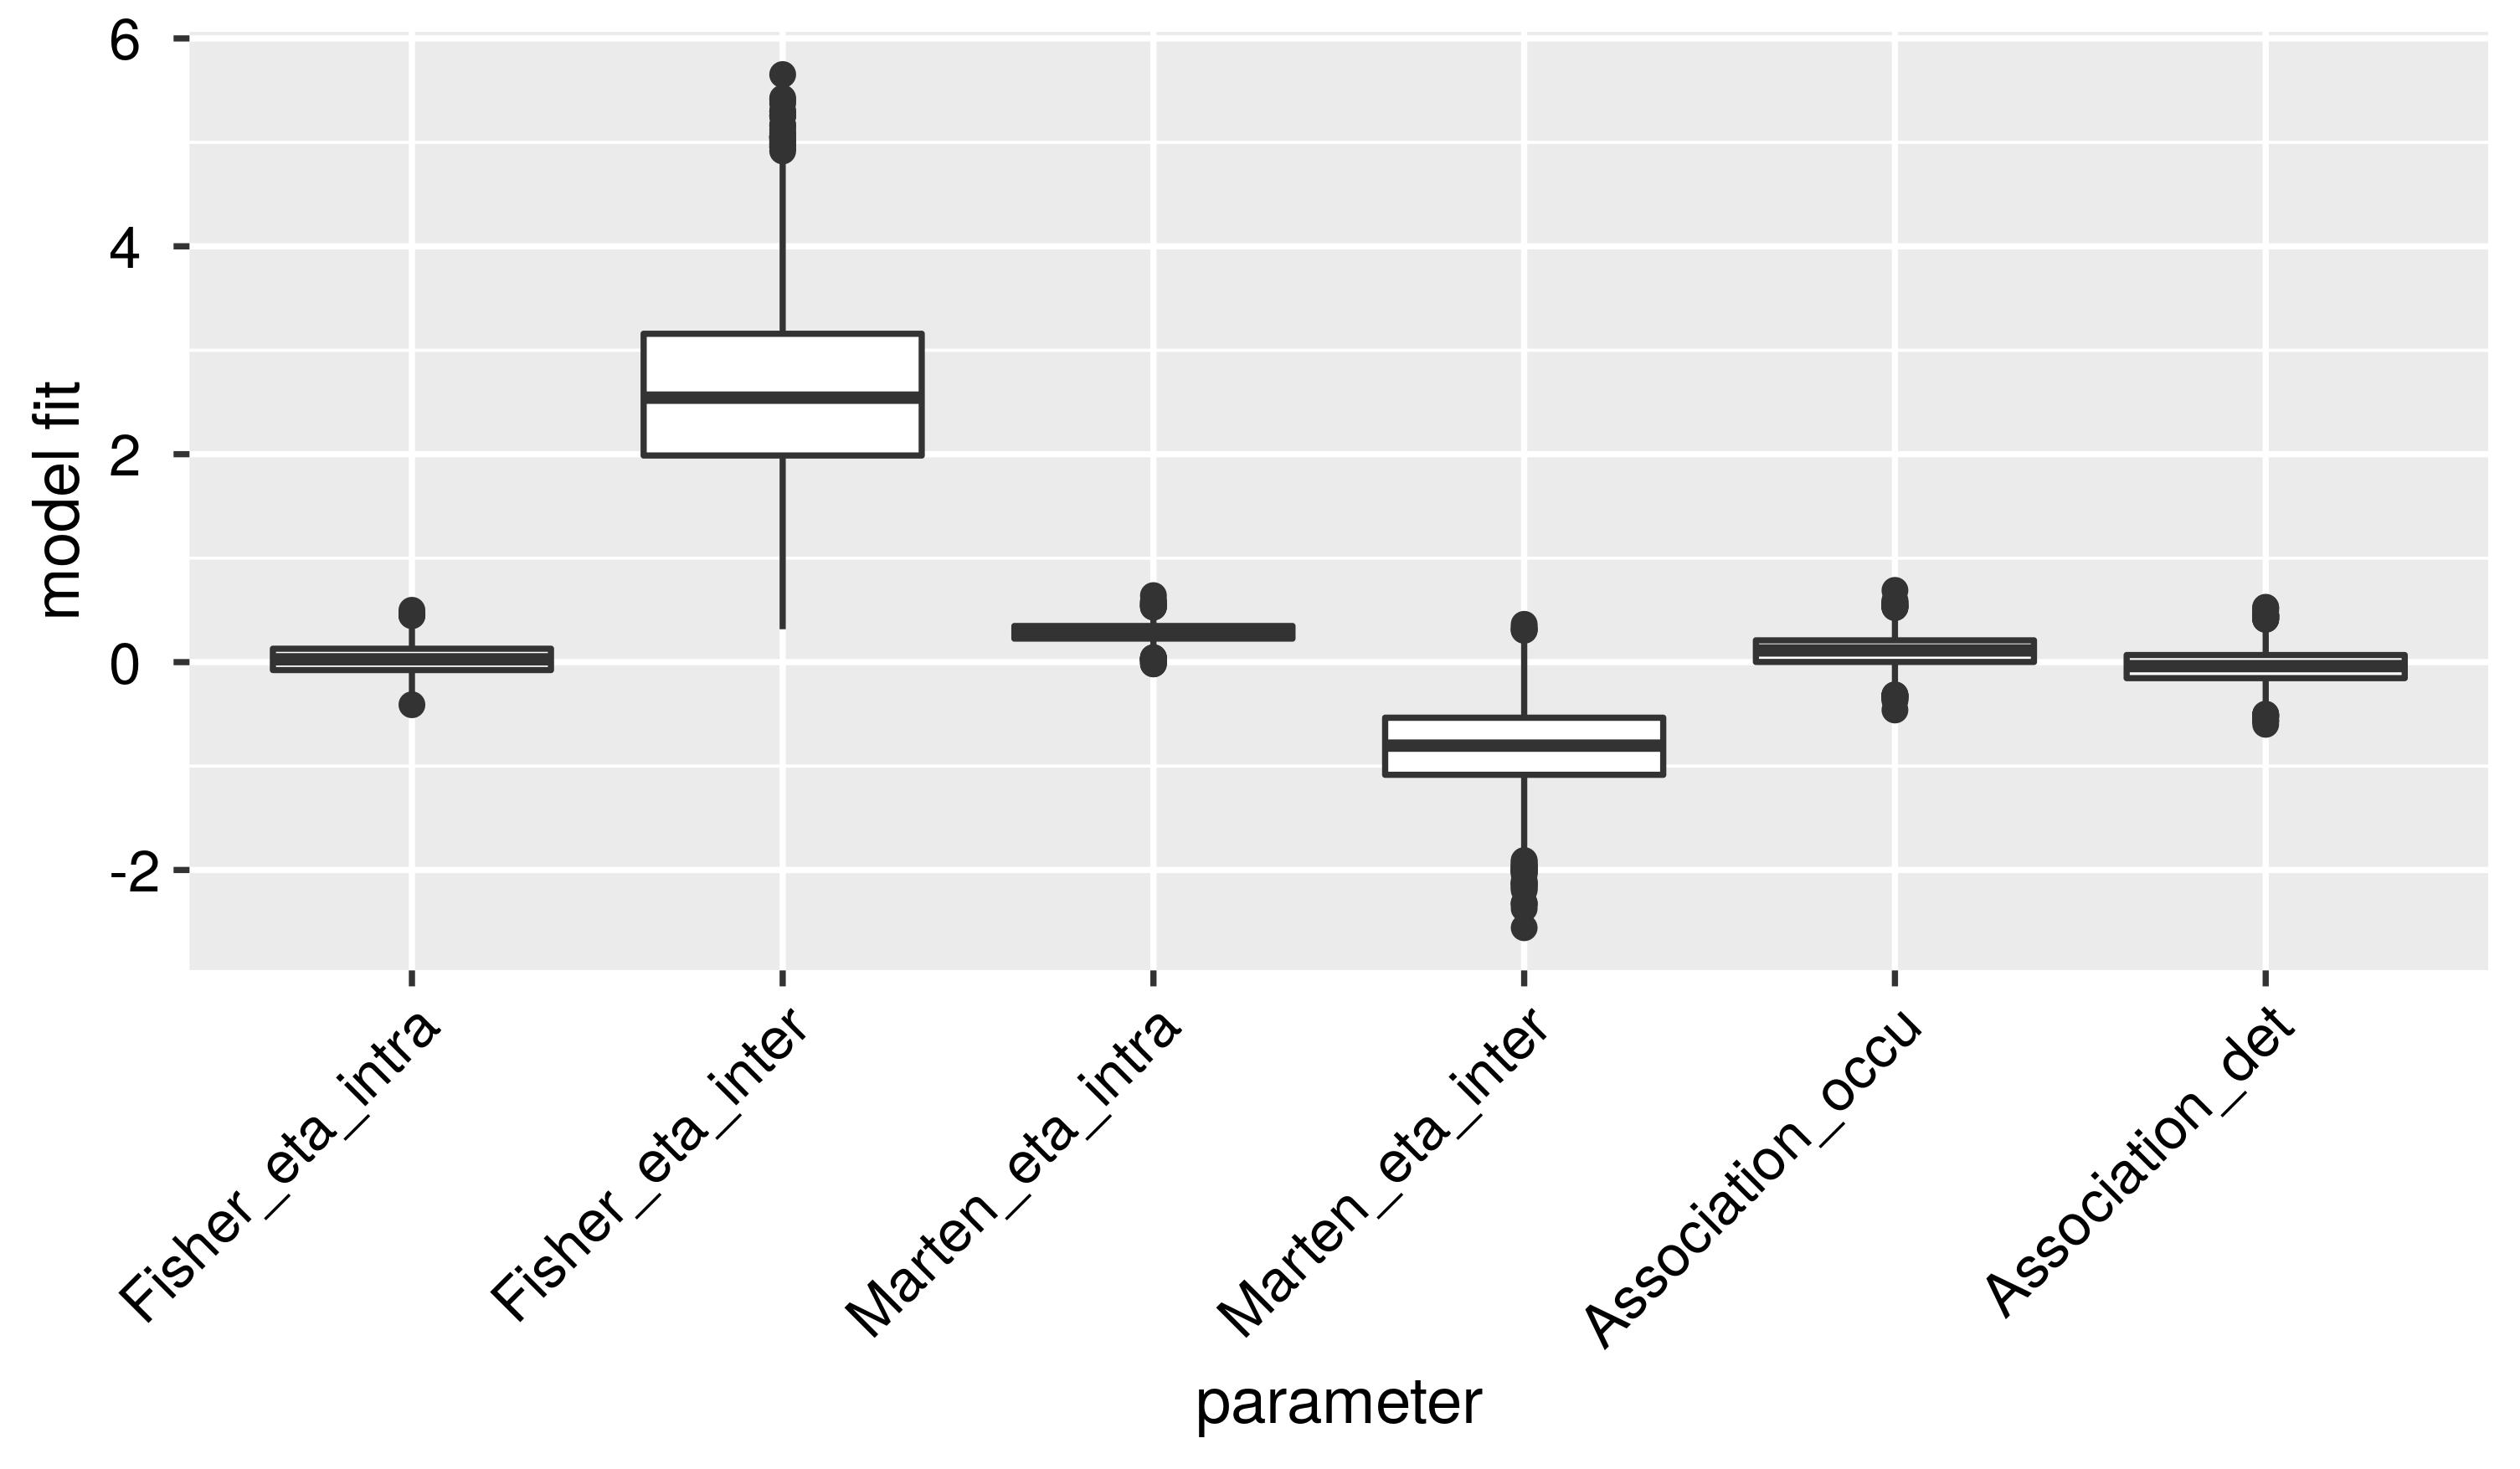 model fit
6
4
2
0
-2
Fisher_eta_intra
Fisher_eta_inter
Marten_eta_intra
Marten_eta_inter
Association_occu
Association_det
parameter